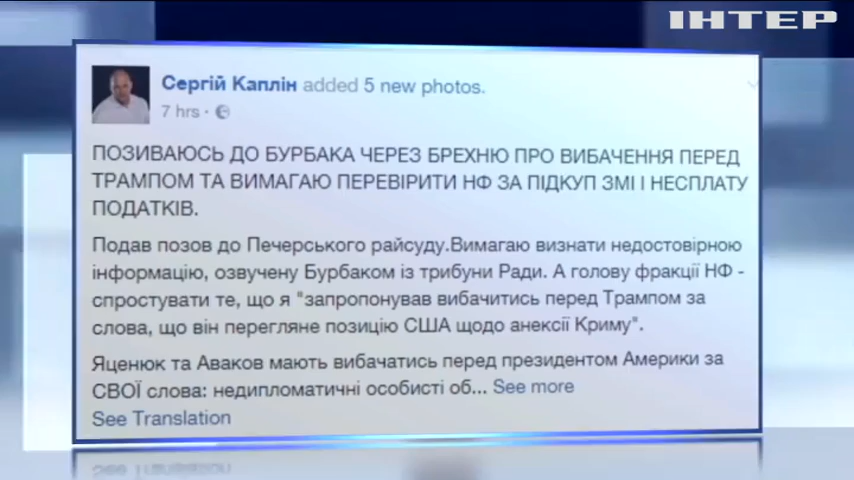 ІНТЕР
Сергій Каплін added 5 new photos.
7 hrs ·
ПОЗИВАЮСЬ ДО БУРБАКА ЧЕРЕЗ БРЕХНЮ ПРО ВИБАЧЕННЯ ПЕРЕД
ТРАМПОМ ТА ВИМАГАЮ ПЕРЕВІРИТИ НФ ЗА ПІДКУП ЗМІ І НЕСПЛАТУ
ПОДАТКІВ.
Подав позов до Печерського райсуду.Вимагаю визнати недостовірною
інформацію, озвучену Бурбаком із трибуни Ради. А голову фракції НФ -
спростувати те, що я "запропонував вибачитись перед Трампом за
слова, що він перегляне позицію США щодо анексії Криму".
Яценюк та Аваков мають вибачатись перед президентом Америки за
СВОЇ слова: недипломатичні особисті об... See more
See Translation